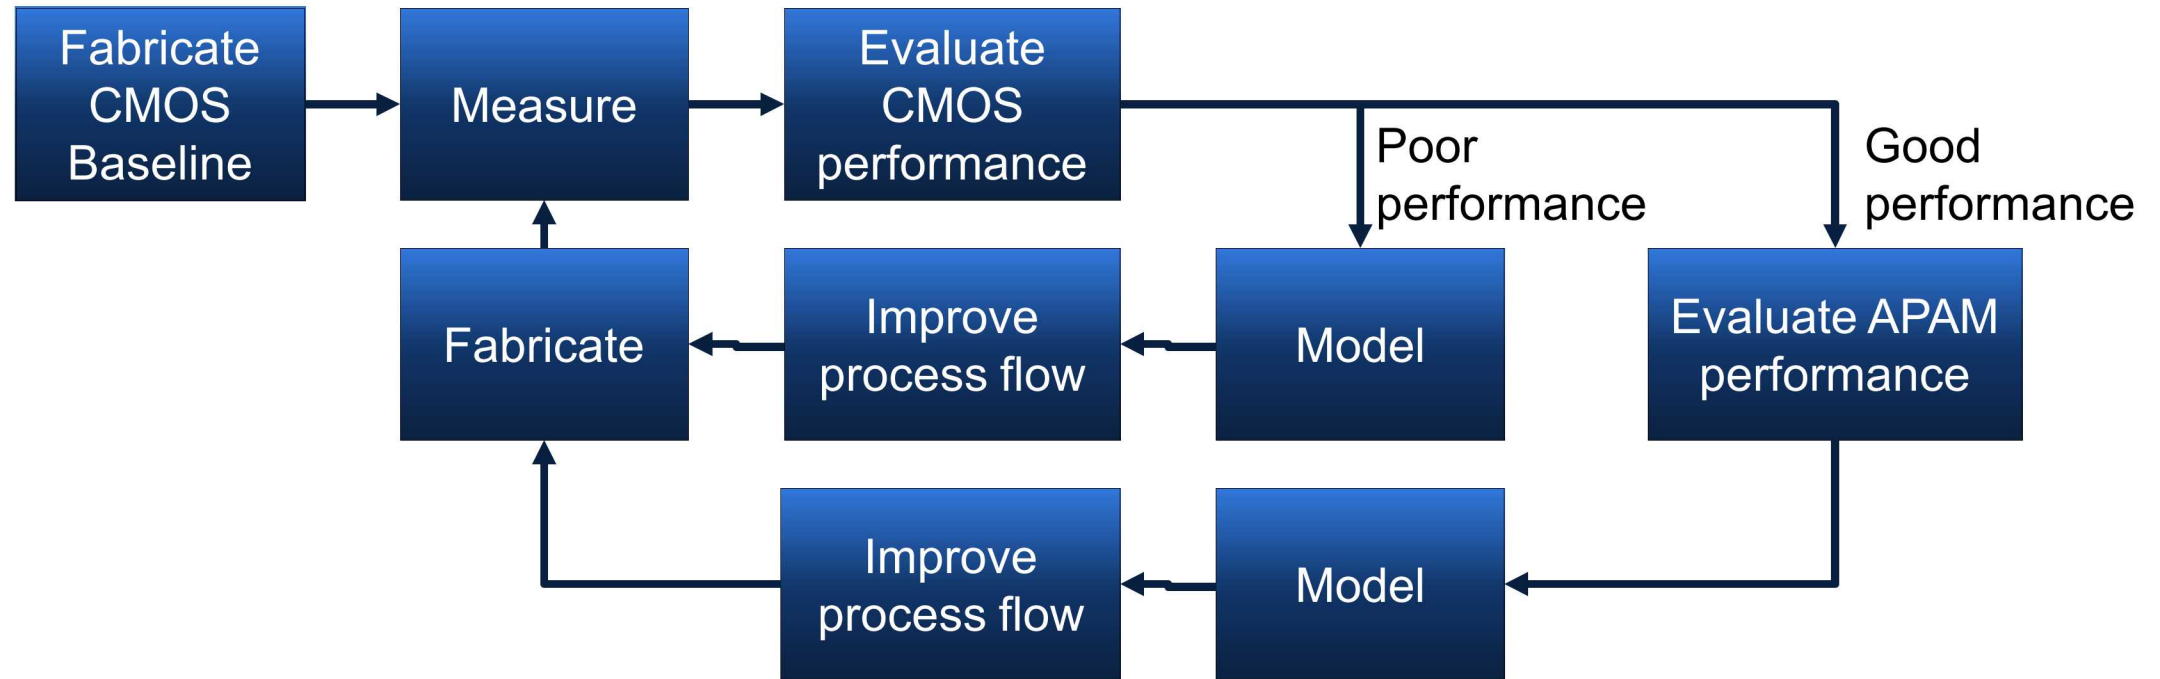 Fabricate
CMOS
Baseline
Measure
Evaluate
CMOS
performance
Poor
performance
Good
performance
Fabricate
Improve
process flow
Model
Evaluate APAM
performance
Improve
process flow
Model